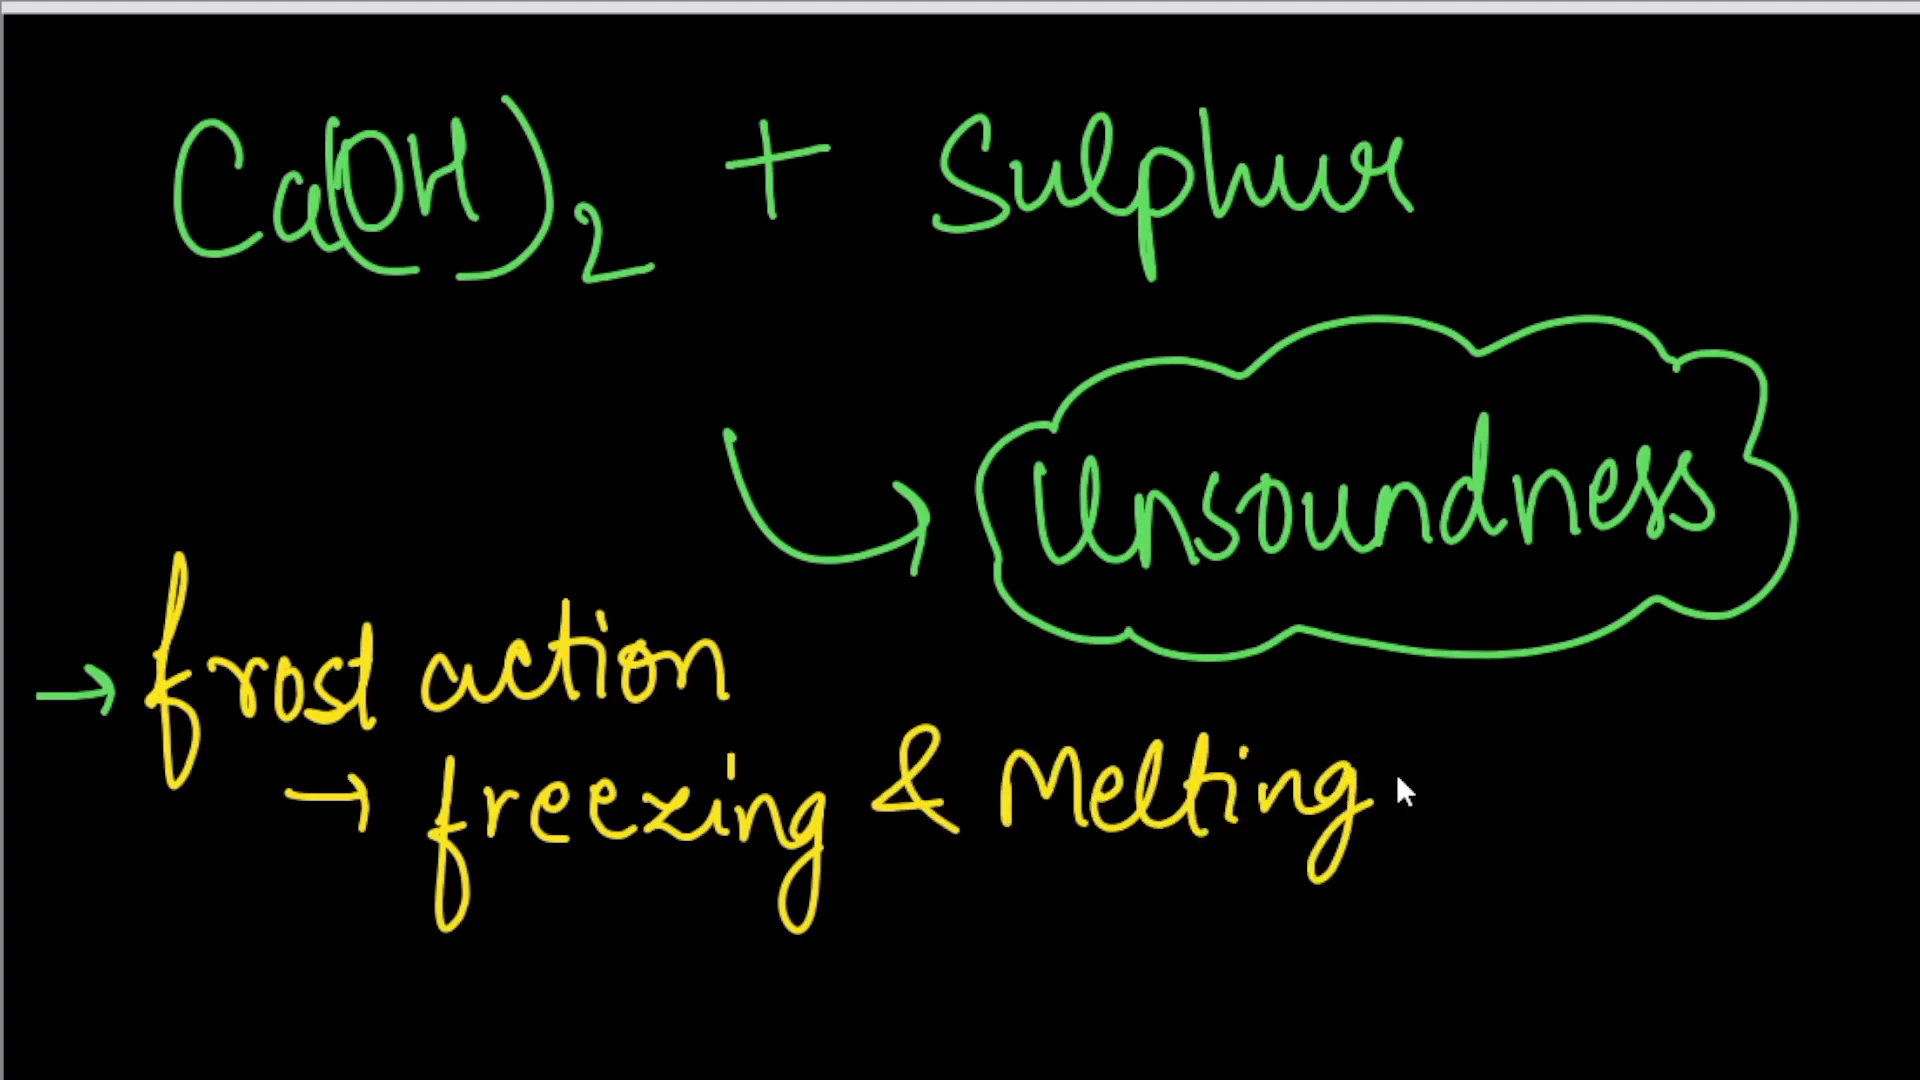 Ca(OH)2 + Sulphur
Unsoundness
→ frost action
→ freezing & Melting